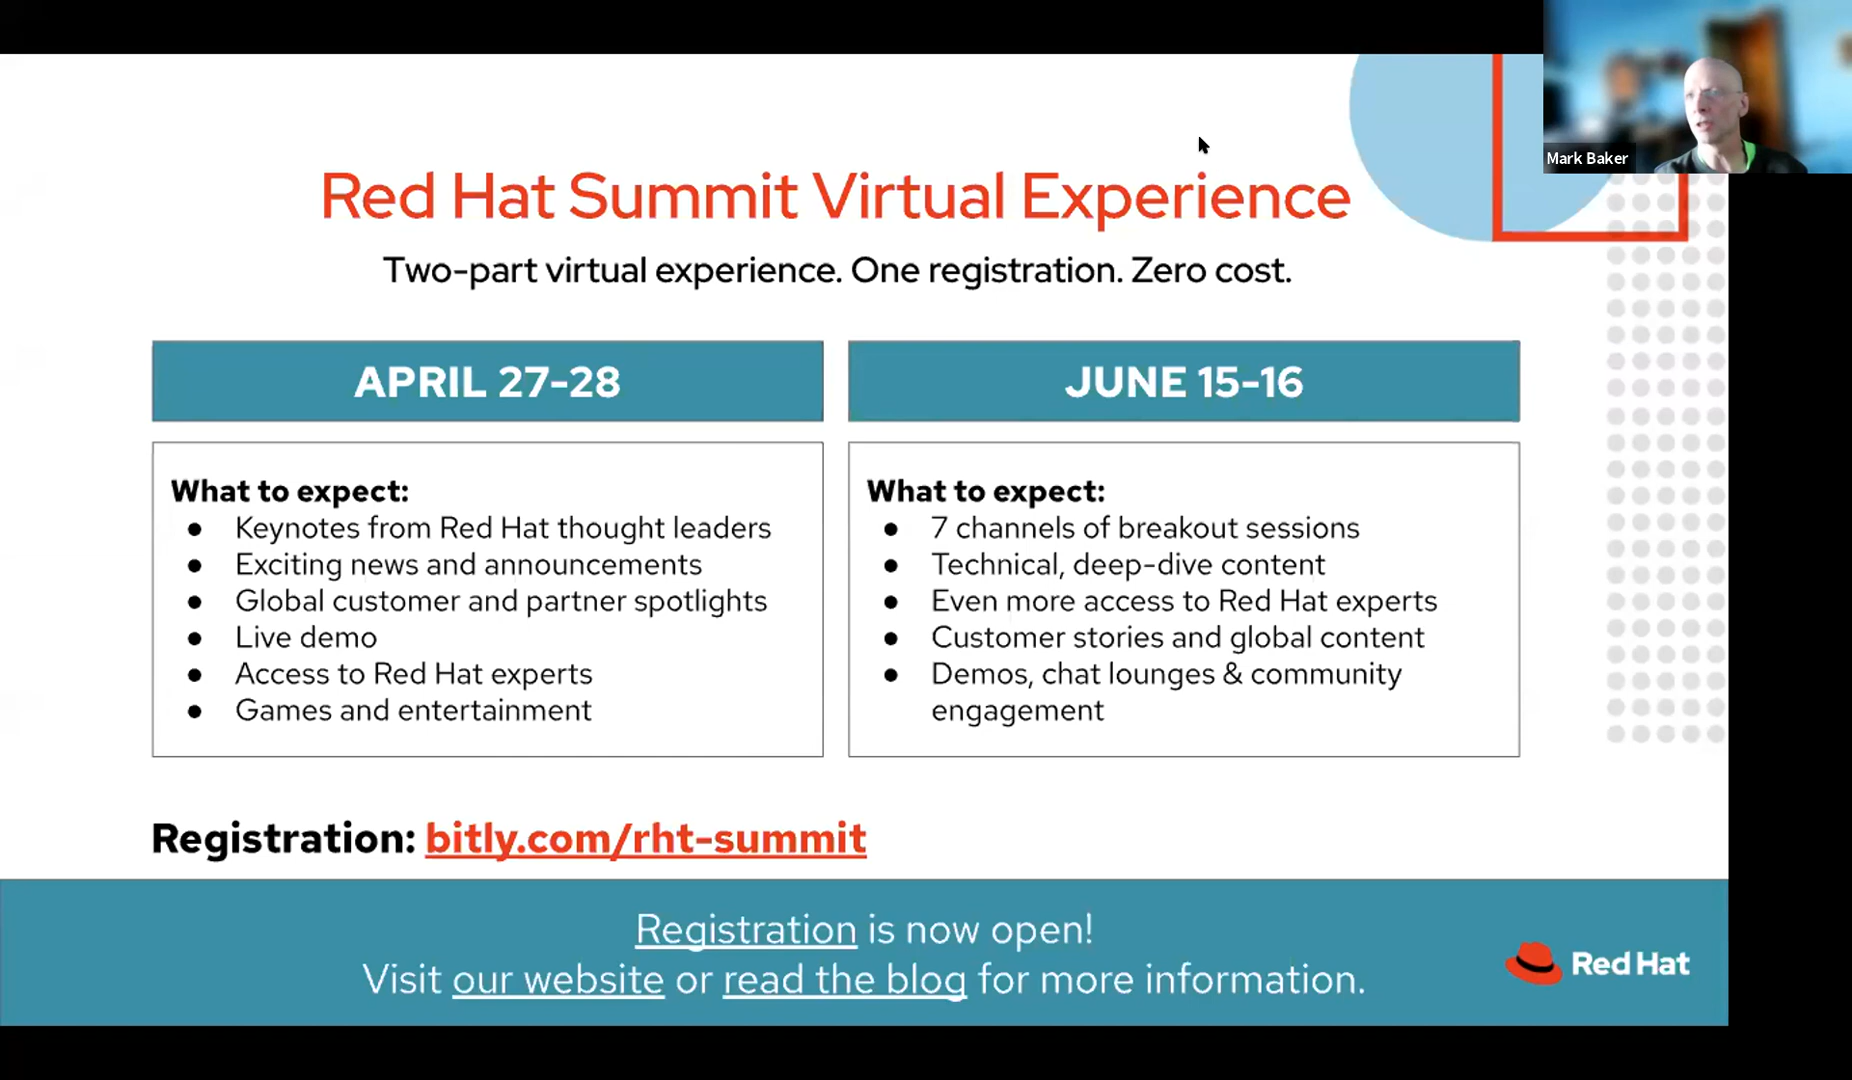 Mark Baker
Red Hat Summit Virtual Experience
Two-part virtual experience. One registration. Zero cost.
APRIL 27-28
What to expect:
● Keynotes from Red Hat thought leaders
● Exciting news and announcements
● Global customer and partner spotlights
● Live demo
● Access to Red Hat experts
● Games and entertainment
JUNE 15-16
What to expect:
● 7 channels of breakout sessions
● Technical, deep-dive content
● Even more access to Red Hat experts
● Customer stories and global content
● Demos, chat lounges & community
engagement
Registration: bitly.com/rht-summit
Registration is now open!
Visit our website or read the blog for more information.
Red Hat